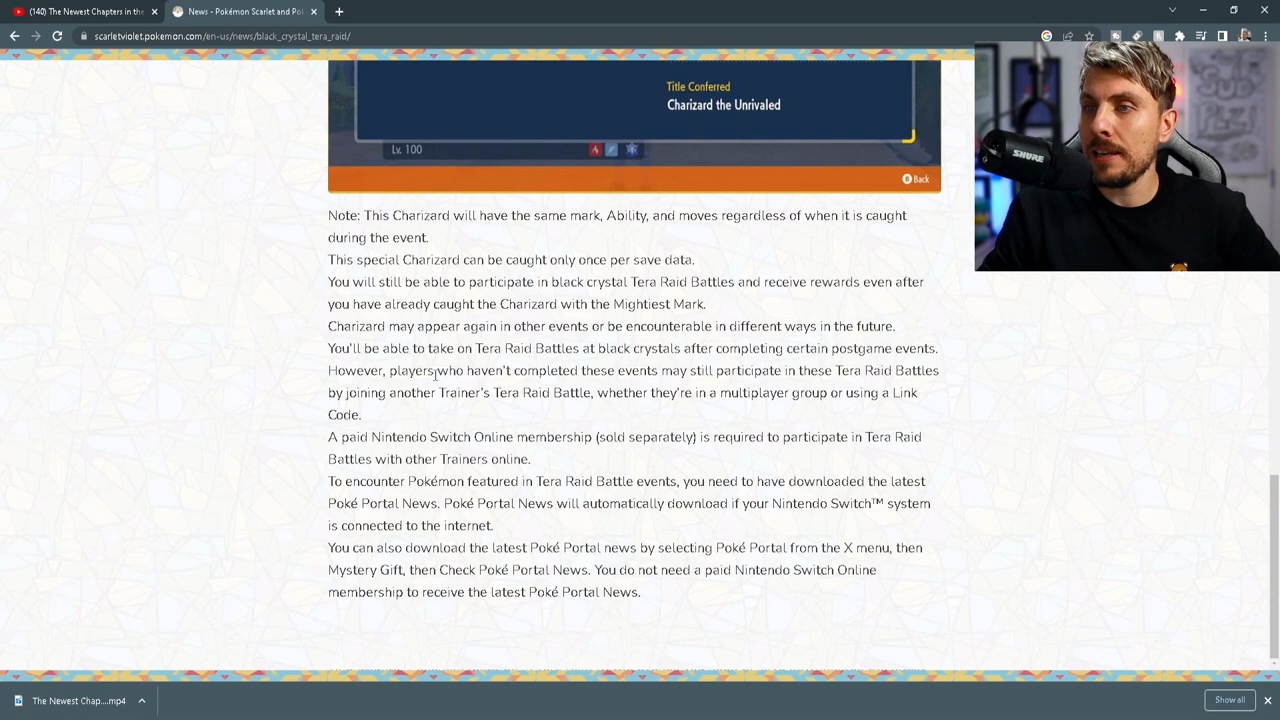 (140) The Newest Chapters in the
News - Pokémon Scarlet and Pok
scarletviolet.pokemon.com/en-us/news/black_crystal_tera_raid/
Title Conferred
Charizard the Unrivaled
Lv. 100
B Back
SHURE
Note: This Charizard will have the same mark, Ability, and moves regardless of when it is caught
during the event.
This special Charizard can be caught only once per save data.
You will still be able to participate in black crystal Tera Raid Battles and receive rewards even after
you have already caught the Charizard with the Mightiest Mark.
Charizard may appear again in other events or be encounterable in different ways in the future.
You'll be able to take on Tera Raid Battles at black crystals after completing certain postgame events.
However, players who haven't completed these events may still participate in these Tera Raid Battles
by joining another Trainer's Tera Raid Battle, whether they're in a multiplayer group or using a Link
Code.
A paid Nintendo Switch Online membership (sold separately) is required to participate in Tera Raid
Battles with other Trainers online.
To encounter Pokémon featured in Tera Raid Battle events, you need to have downloaded the latest
Poké Portal News. Poké Portal News will automatically download if your Nintendo Switch™ system
is connected to the internet.
You can also download the latest Poké Portal news by selecting Poké Portal from the X menu, then
Mystery Gift, then Check Poké Portal News. You do not need a paid Nintendo Switch Online
membership to receive the latest Poké Portal News.
The Newest Chap....mp4
Show all